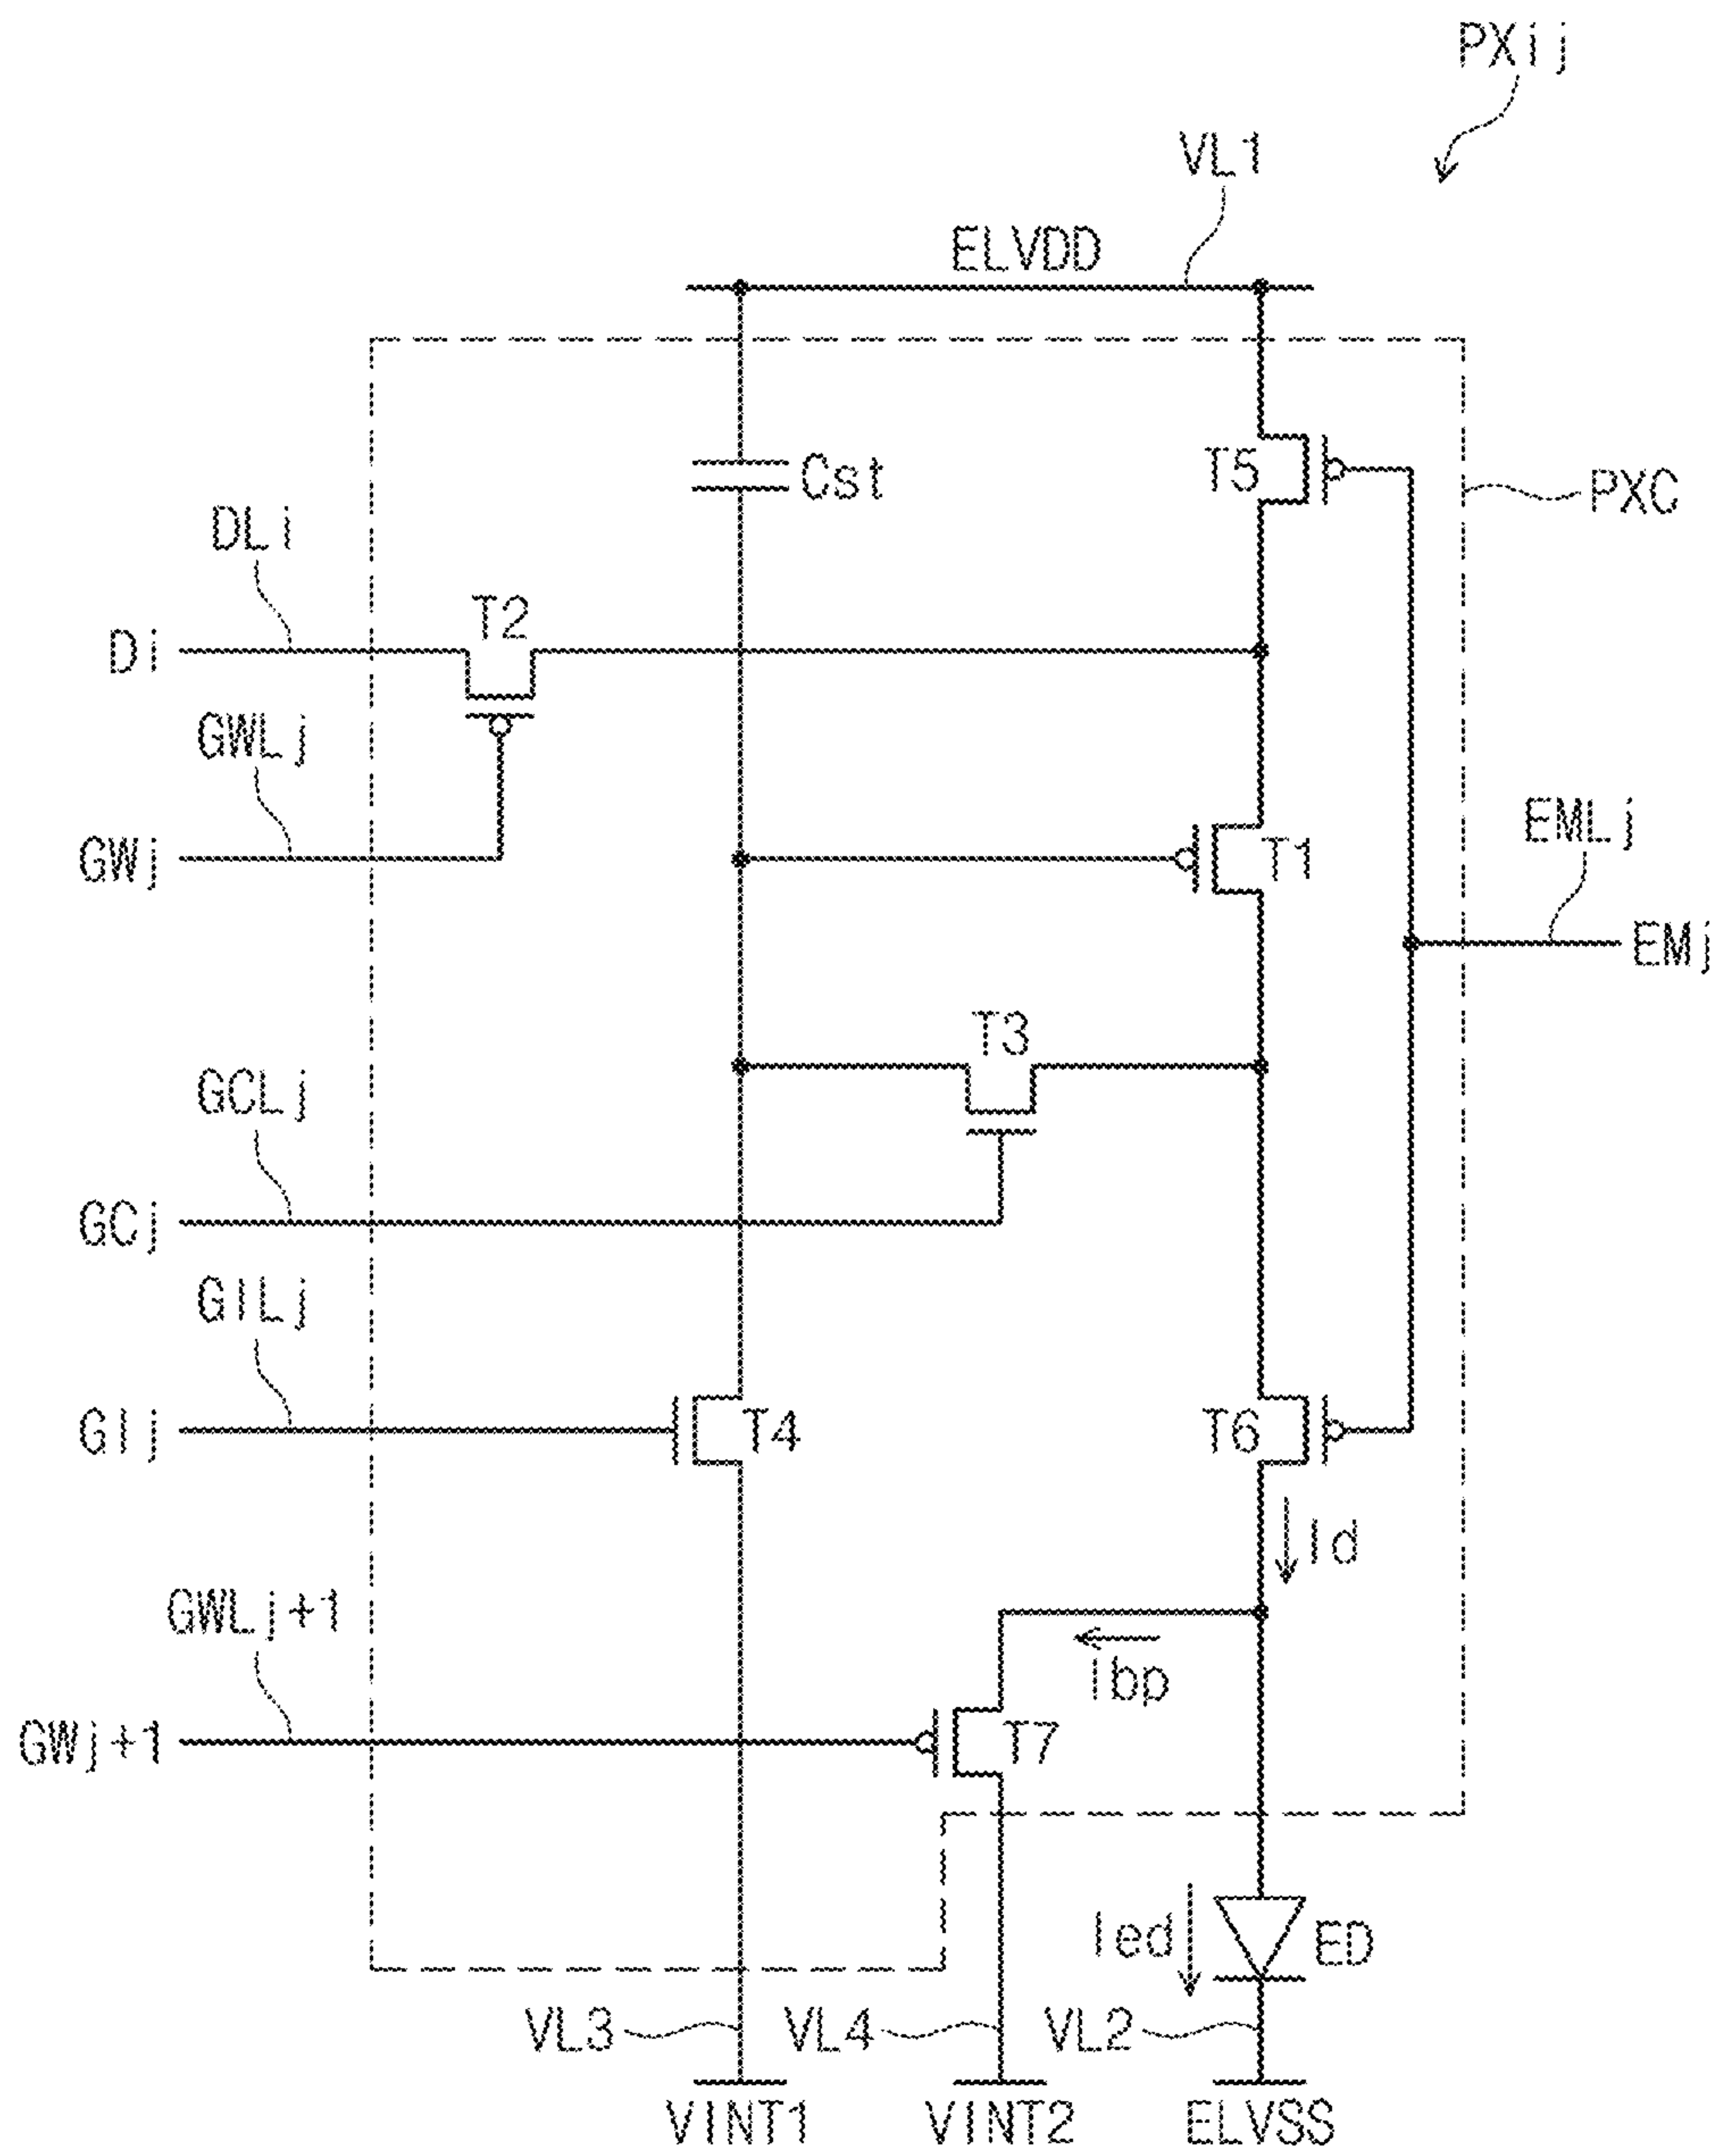 PXij
VL1
ELVDD
T5
Cst
PXC
DLi
T2
Di
GWLj
T1
EMLj
GWj
EMj
T3
GCLj
GCj
GILj
GIj
T4
T6
Id
GWLj+1
Ibp
GWj+1
T7
Ied
ED
VL3
VL4
VL2
VINT1
VINT2
ELVSS